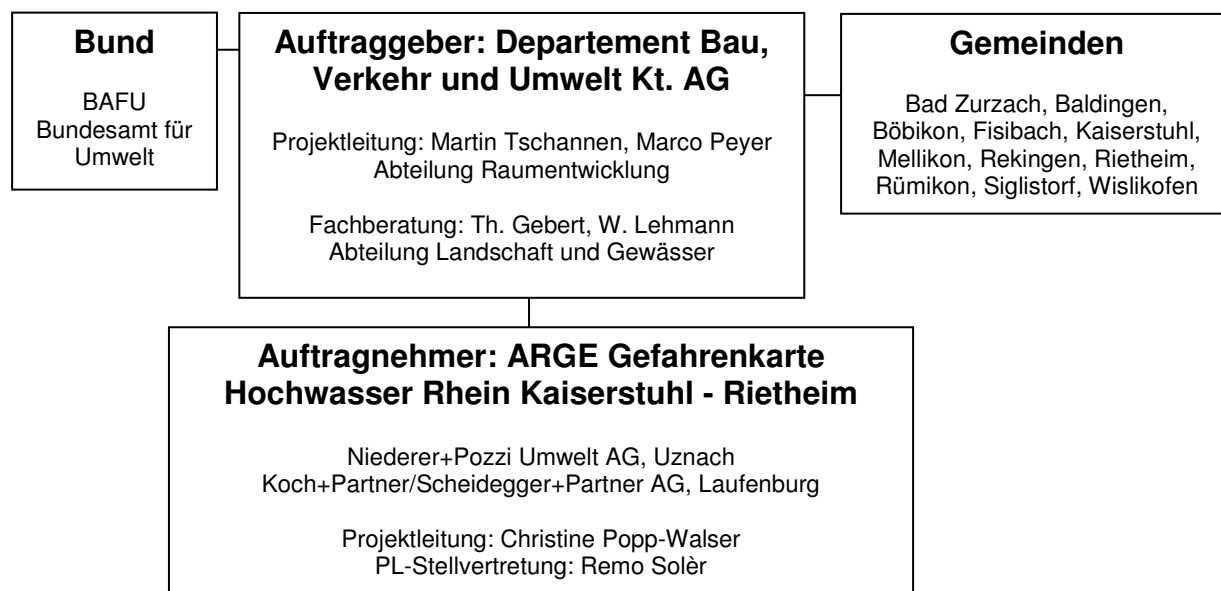 Bund
BAFU
Bundesamt für
Umwelt
Auftraggeber: Departement Bau,
Verkehr und Umwelt Kt. AG
Projektleitung: Martin Tschannen, Marco Peyer
Abteilung Raumentwicklung
Fachberatung: Th. Gebert, W. Lehmann
Abteilung Landschaft und Gewässer
Gemeinden
Bad Zurzach, Baldingen,
Böbikon, Fisibach, Kaiserstuhl,
Mellikon, Rekingen, Rietheim,
Rümikon, Siglistorf, Wislikofen
Auftragnehmer: ARGE Gefahrenkarte
Hochwasser Rhein Kaiserstuhl - Rietheim
Niederer+Pozzi Umwelt AG, Uznach
Koch+Partner/Scheidegger+Partner AG, Laufenburg
Projektleitung: Christine Popp-Walser
PL-Stellvertretung: Remo Solèr